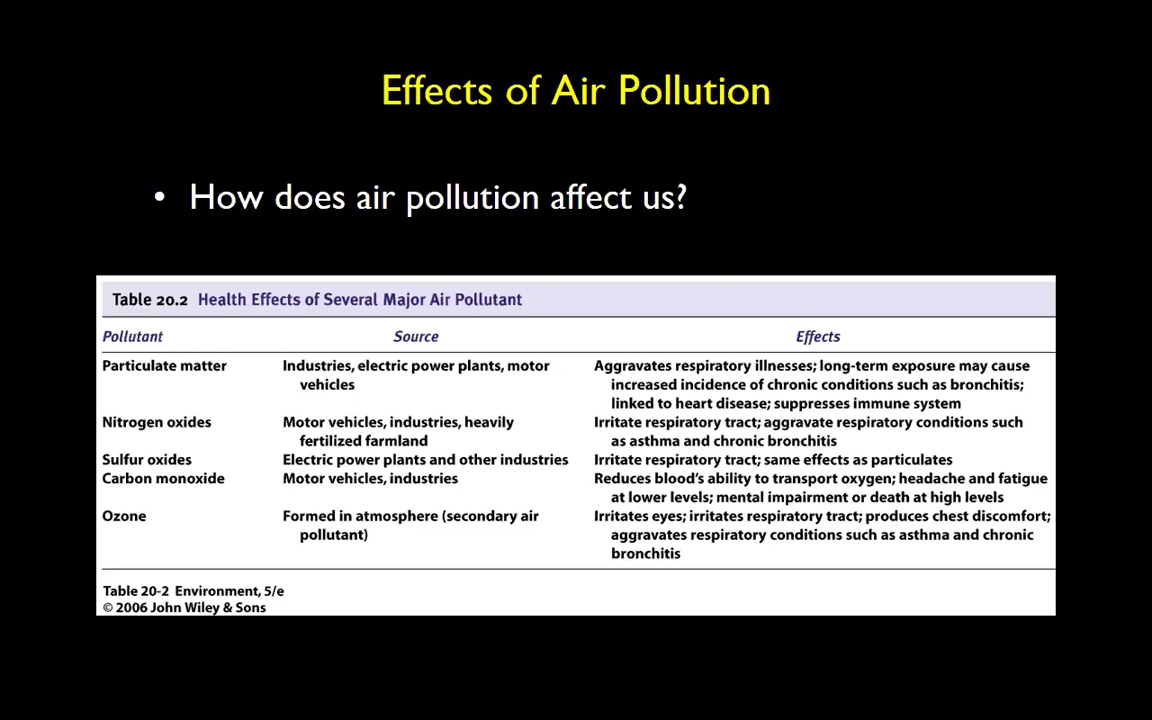 Effects of Air Pollution
• How does air pollution affect us?
Table 20.2 Health Effects of Several Major Air Pollutant
Pollutant Source Effects
Particulate matter Industries, electric power plants, motor Aggravates respiratory illnesses; long-term exposure may cause
vehicles increased incidence of chronic conditions such as bronchitis;
linked to heart disease; suppresses immune system
Nitrogen oxides Motor vehicles, industries, heavily Irritate respiratory tract; aggravate respiratory conditions such
fertilized farmland as asthma and chronic bronchitis
Sulfur oxides Electric power plants and other industries Irritate respiratory tract; same effects as particulates
Carbon monoxide Motor vehicles, industries Reduces blood's ability to transport oxygen; headache and fatigue
at lower levels; mental impairment or death at high levels
Ozone Formed in atmosphere (secondary air Irritates eyes; irritates respiratory tract; produces chest discomfort;
pollutant) aggravates respiratory conditions such as asthma and chronic
bronchitis
Table 20-2 Environment, 5/e
© 2006 John Wiley & Sons